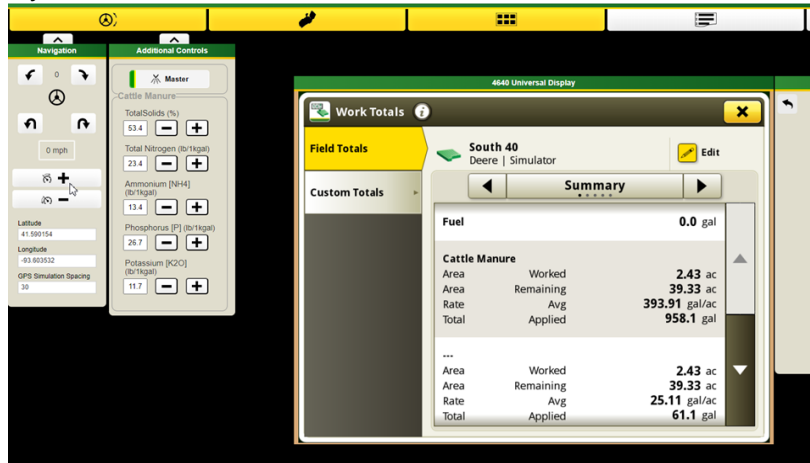 Navigation
0
0 mph
Latitude
41.590154
Longitude
-93.603532
GPS Simulation Spacing
30
Additional Controls
Master
Cattle Manure
TotalSolids (%)
53.4
Total Nitrogen (lb/1kgal)
23.4
Ammonium [NH4]
(lb/1kgal)
13.4
Phosphorus [P] (lb/1kgal)
26.7
Potassium [K2O]
(lb/1kgal)
11.7
4640 Universal Display
Work Totals
Field Totals
Custom Totals
South 40
Deere | Simulator
Edit
Summary
Fuel 0.0 gal
Cattle Manure
Area Worked 2.43 ac
Area Remaining 39.33 ac
Rate Avg 393.91 gal/ac
Total Applied 958.1 gal
---
Area Worked 2.43 ac
Area Remaining 39.33 ac
Rate Avg 25.11 gal/ac
Total Applied 61.1 gal